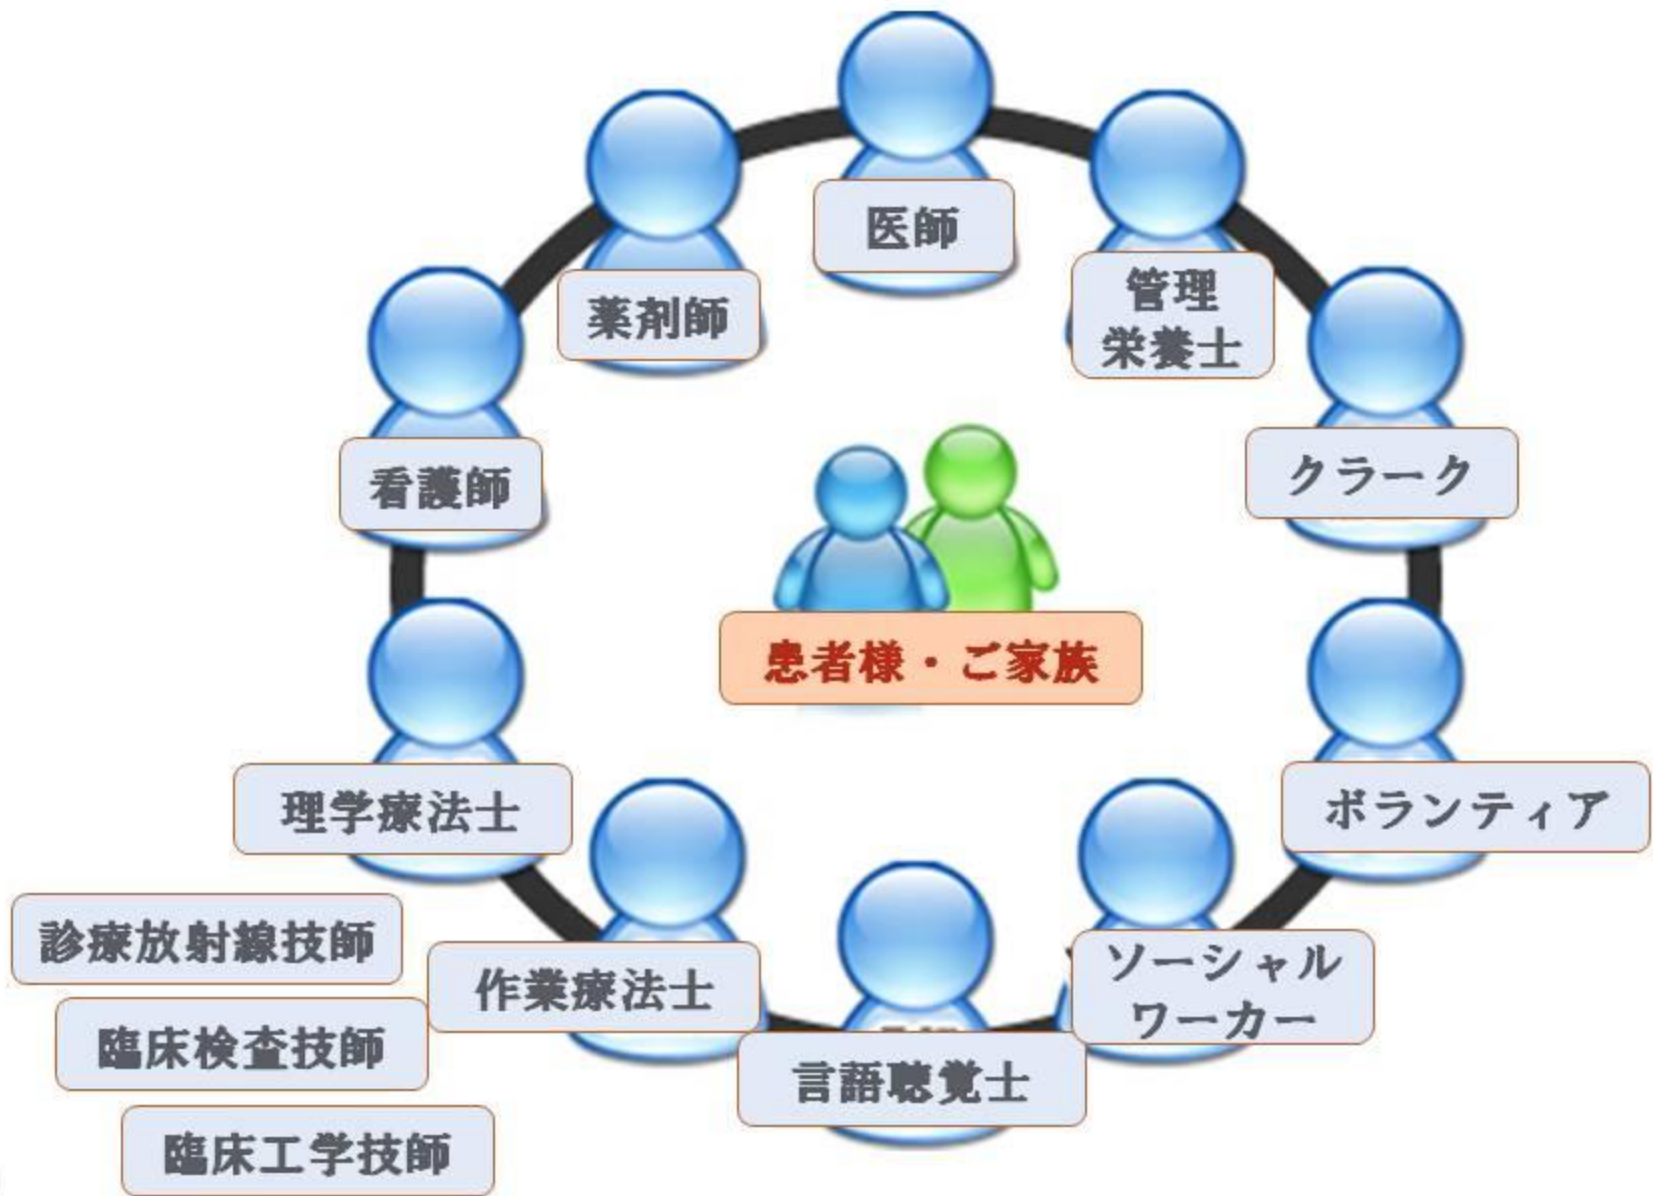 医師
薬剤師
管理
栄養士
看護師
クラーク
患者様・ご家族
理学療法士
ボランティア
診療放射線技師
作業療法士
ソーシャル
ワーカー
臨床検査技師
言語聴覚士
臨床工学技師